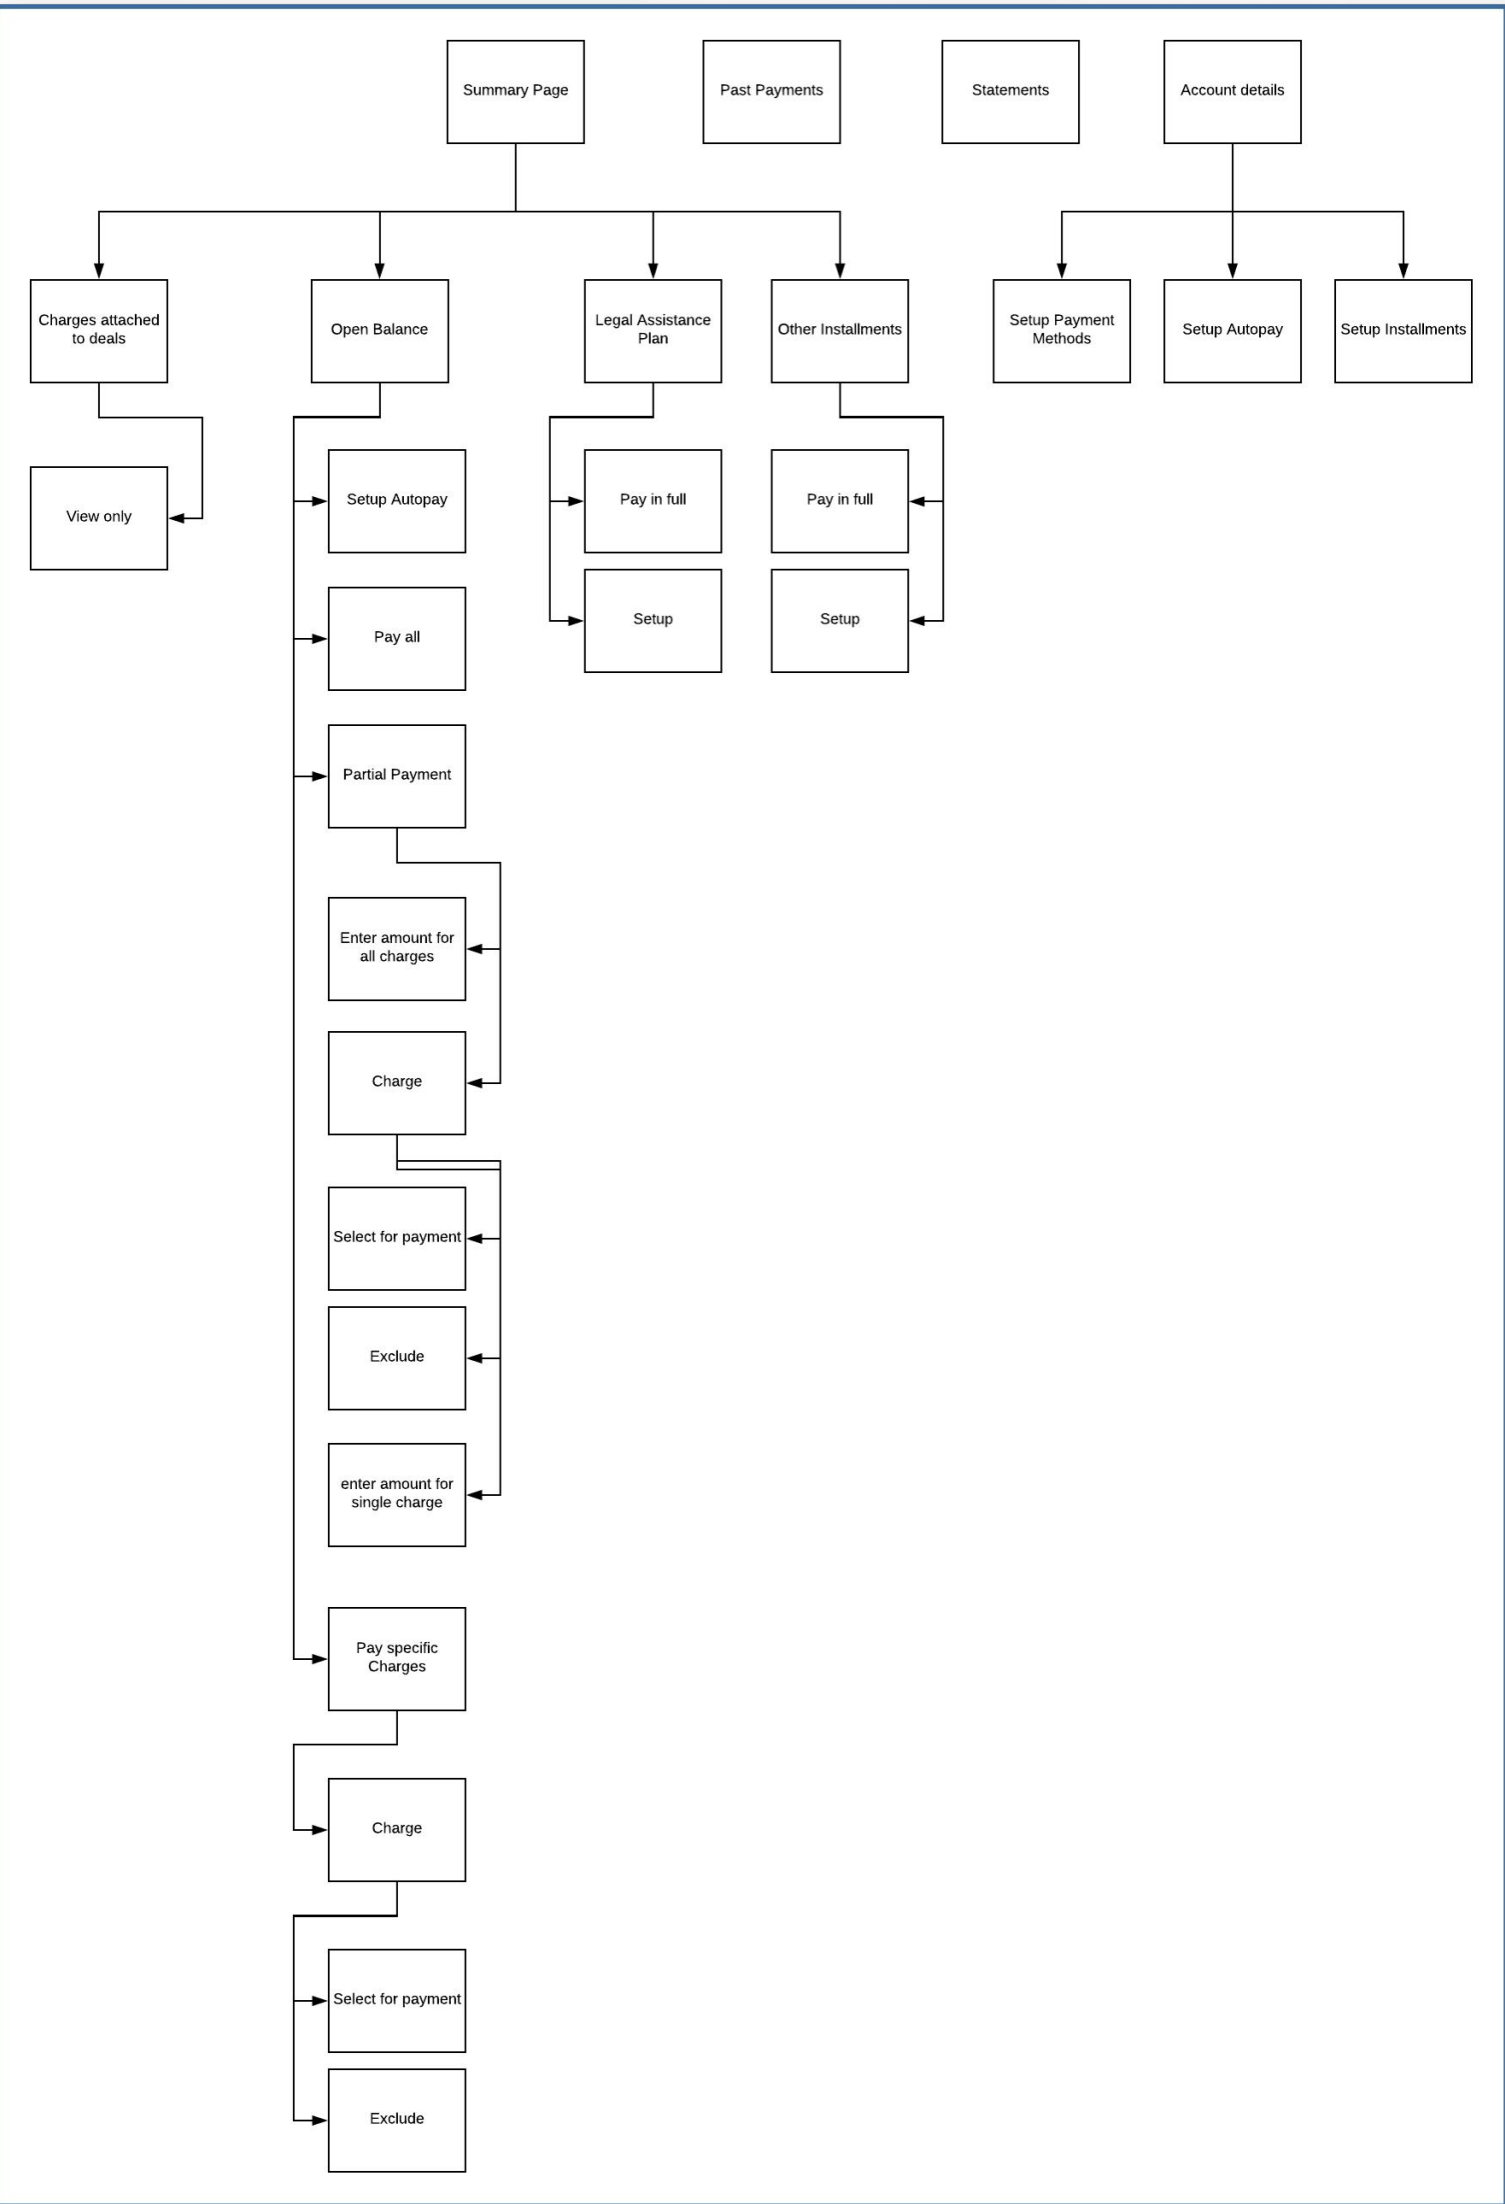 Summary Page
Past Payments
Statements
Account details
Charges attached
to deals
Open Balance
Legal Assistance
Plan
Other Installments
Setup Payment
Methods
Setup Autopay
Setup Installments
View only
Setup Autopay
Pay in full
Pay in full
Setup
Setup
Pay all
Partial Payment
Enter amount for
all charges
Charge
Select for payment
Exclude
enter amount for
single charge
Pay specific
Charges
Charge
Select for payment
Exclude